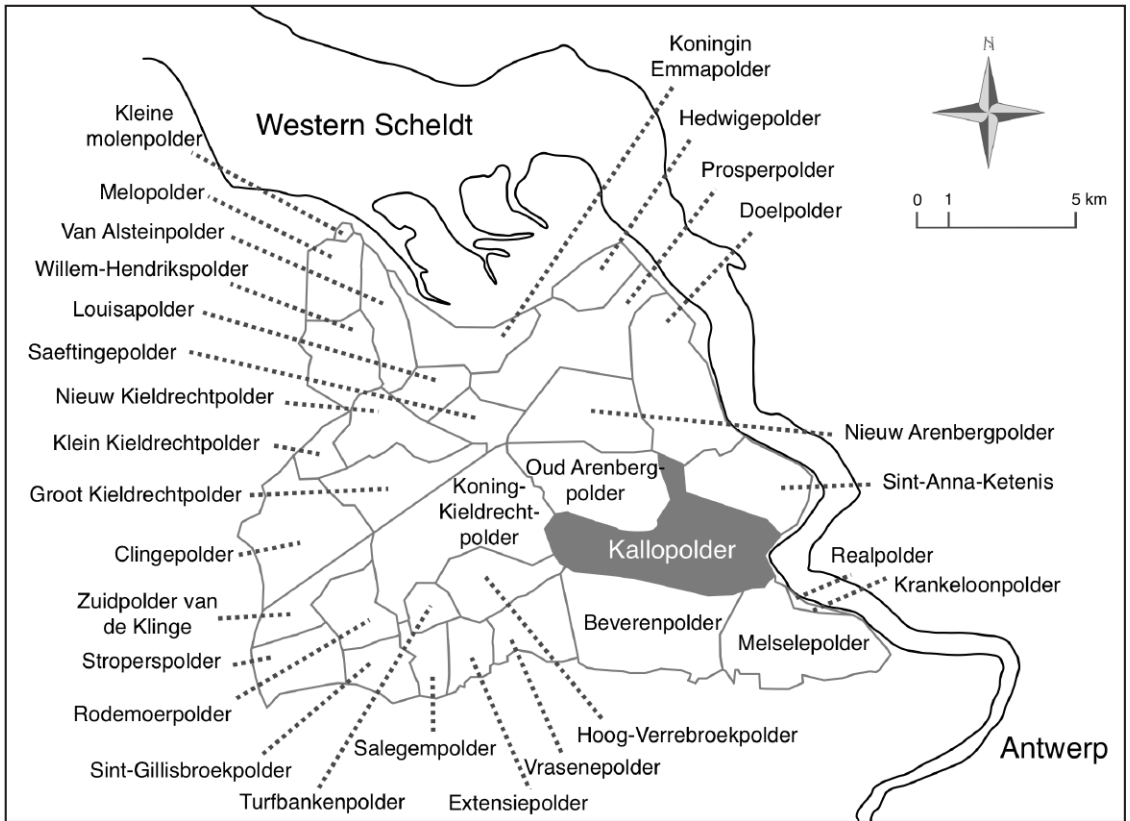 Koningin
Emmapolder
N
Kleine
molenpolder
Western Scheldt
Hedwigepolder
Melopolder
Prosperpolder
Van Alsteinpolder
Doelpolder
0 1 5 km
Willem-Hendrikspolder
Louisapolder
Saeftingepolder
Nieuw Kieldrechtpolder
Nieuw Arenbergpolder
Klein Kieldrechtpolder
Oud Arenberg-
polder
Sint-Anna-Ketenis
Groot Kieldrechtpolder
Koning-
Kieldrecht-
polder
Clingepolder
Kallopolder
Realpolder
Krankeloonpolder
Zuidpolder van
de Klinge
Beverenpolder
Melselepolder
Stroperspolder
Rodemoerpolder
Hoog-Verrebroekpolder
Salegempolder
Antwerp
Sint-Gillisbroekpolder
Vrasenepolder
Turfbankenpolder
Extensiepolder